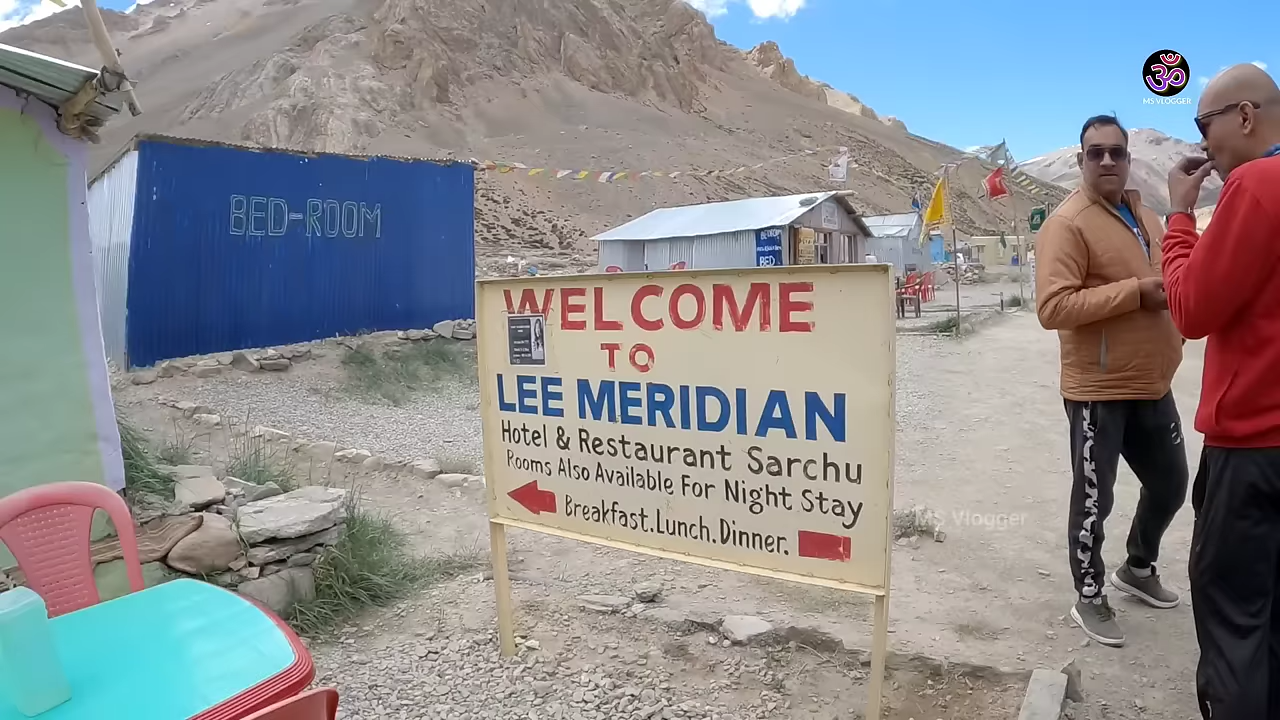 ॐ
MS VLOGGER
BED-ROOM
BEDROOM
BED
WELCOME
TO
LEE MERIDIAN
Hotel & Restaurant Sarchu
Rooms Also Available For Night Stay
Breakfast.Lunch.Dinner.
MS Vlogger